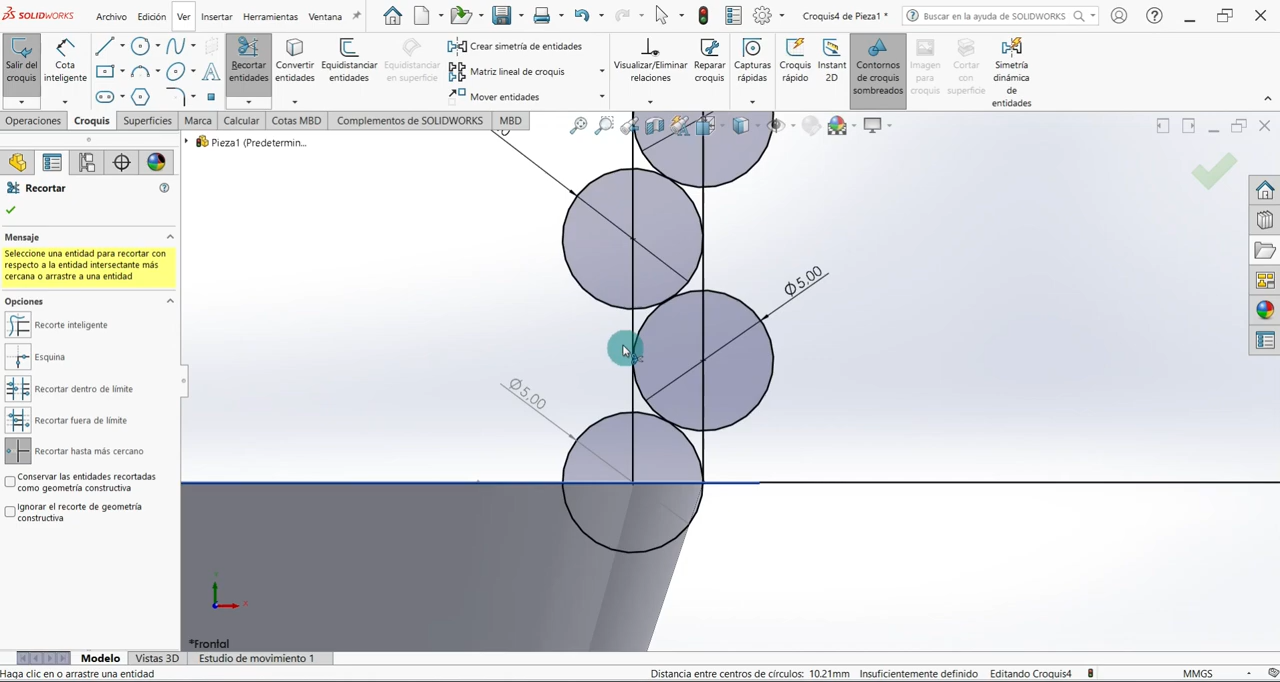 SOLIDWORKS
Archivo Edición Ver Insertar Herramientas Ventana
Croquis4 de Pieza1 *
Buscar en la ayuda de SOLIDWORKS
Salir del croquis
Cota inteligente
Recortar entidades
Convertir entidades
Equidistanciar entidades
Equidistanciar en superficie
Crear simetría de entidades
Matriz lineal de croquis
Mover entidades
Visualizar/Eliminar relaciones
Reparar croquis
Capturas rápidas
Croquis rápido
Instant 2D
Contornos de croquis sombreados
Imagen para croquis
Cortar con superficie
Simetría dinámica de entidades
Operaciones Croquis Superficies Marca Calcular Cotas MBD Complementos de SOLIDWORKS MBD
Pieza1 (Predetermin...
Recortar
Mensaje
Seleccione una entidad para recortar con
respecto a la entidad intersectante más
cercana o arrastre a una entidad
Opciones
Recorte inteligente
Esquina
Recortar dentro de límite
Recortar fuera de límite
Recortar hasta más cercano
Conservar las entidades recortadas
como geometría constructiva
Ignorar el recorte de geometría
constructiva
∅5,00
∅5,00
Y
X
*Frontal
Modelo Vistas 3D Estudio de movimiento 1
Haga clic en o arrastre una entidad
Distancia entre centros de círculos: 10.21mm Insuficientemente definido Editando Croquis4 MMGS